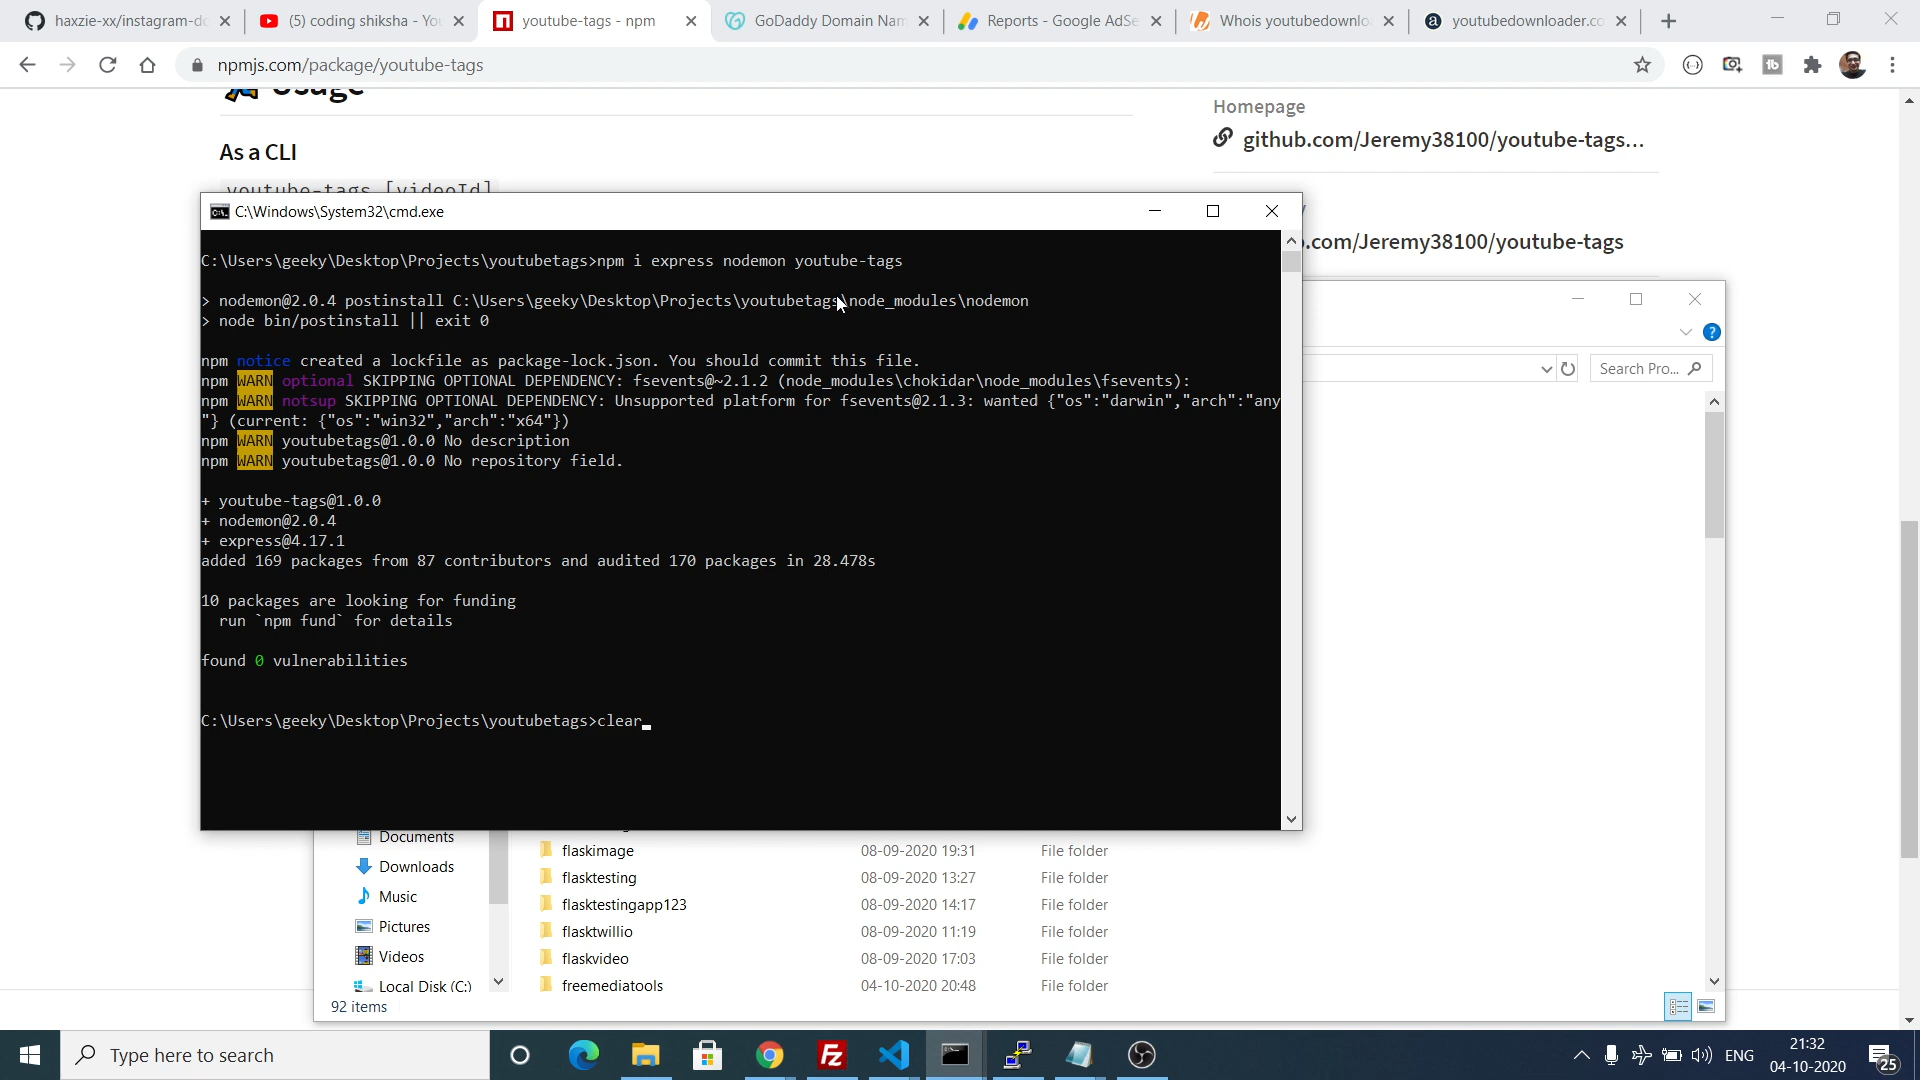 haxzie-xx/instagram-do
(5) coding shiksha - You
youtube-tags - npm
GoDaddy Domain Nam
Reports - Google AdSe
Whois youtubedownlo
youtubedownloader.co
npmjs.com/package/youtube-tags
Usage
As a CLI
youtube-tags [videoId]
Homepage
github.com/Jeremy38100/youtube-tags...
.com/Jeremy38100/youtube-tags
C:\Windows\System32\cmd.exe
C:\Users\geeky\Desktop\Projects\youtubetags>npm i express nodemon youtube-tags
> nodemon@2.0.4 postinstall C:\Users\geeky\Desktop\Projects\youtubetags\node_modules\nodemon
> node bin/postinstall || exit 0
npm notice created a lockfile as package-lock.json. You should commit this file.
npm WARN optional SKIPPING OPTIONAL DEPENDENCY: fsevents@~2.1.2 (node_modules\chokidar\node_modules\fsevents):
npm WARN notsup SKIPPING OPTIONAL DEPENDENCY: Unsupported platform for fsevents@2.1.3: wanted {"os":"darwin","arch":"any
"} (current: {"os":"win32","arch":"x64"})
npm WARN youtubetags@1.0.0 No description
npm WARN youtubetags@1.0.0 No repository field.
+ youtube-tags@1.0.0
+ nodemon@2.0.4
+ express@4.17.1
added 169 packages from 87 contributors and audited 170 packages in 28.478s
10 packages are looking for funding
run `npm fund` for details
found 0 vulnerabilities
C:\Users\geeky\Desktop\Projects\youtubetags>clear
Search Pro...
Documents
Downloads
Music
Pictures
Videos
Local Disk (C:)
flaskimage 08-09-2020 19:31 File folder
flasktesting 08-09-2020 13:27 File folder
flasktestingapp123 08-09-2020 14:17 File folder
flasktwillio 08-09-2020 11:19 File folder
flaskvideo 08-09-2020 17:03 File folder
freemediatools 04-10-2020 20:48 File folder
92 items
Type here to search
ENG
21:32
04-10-2020
25